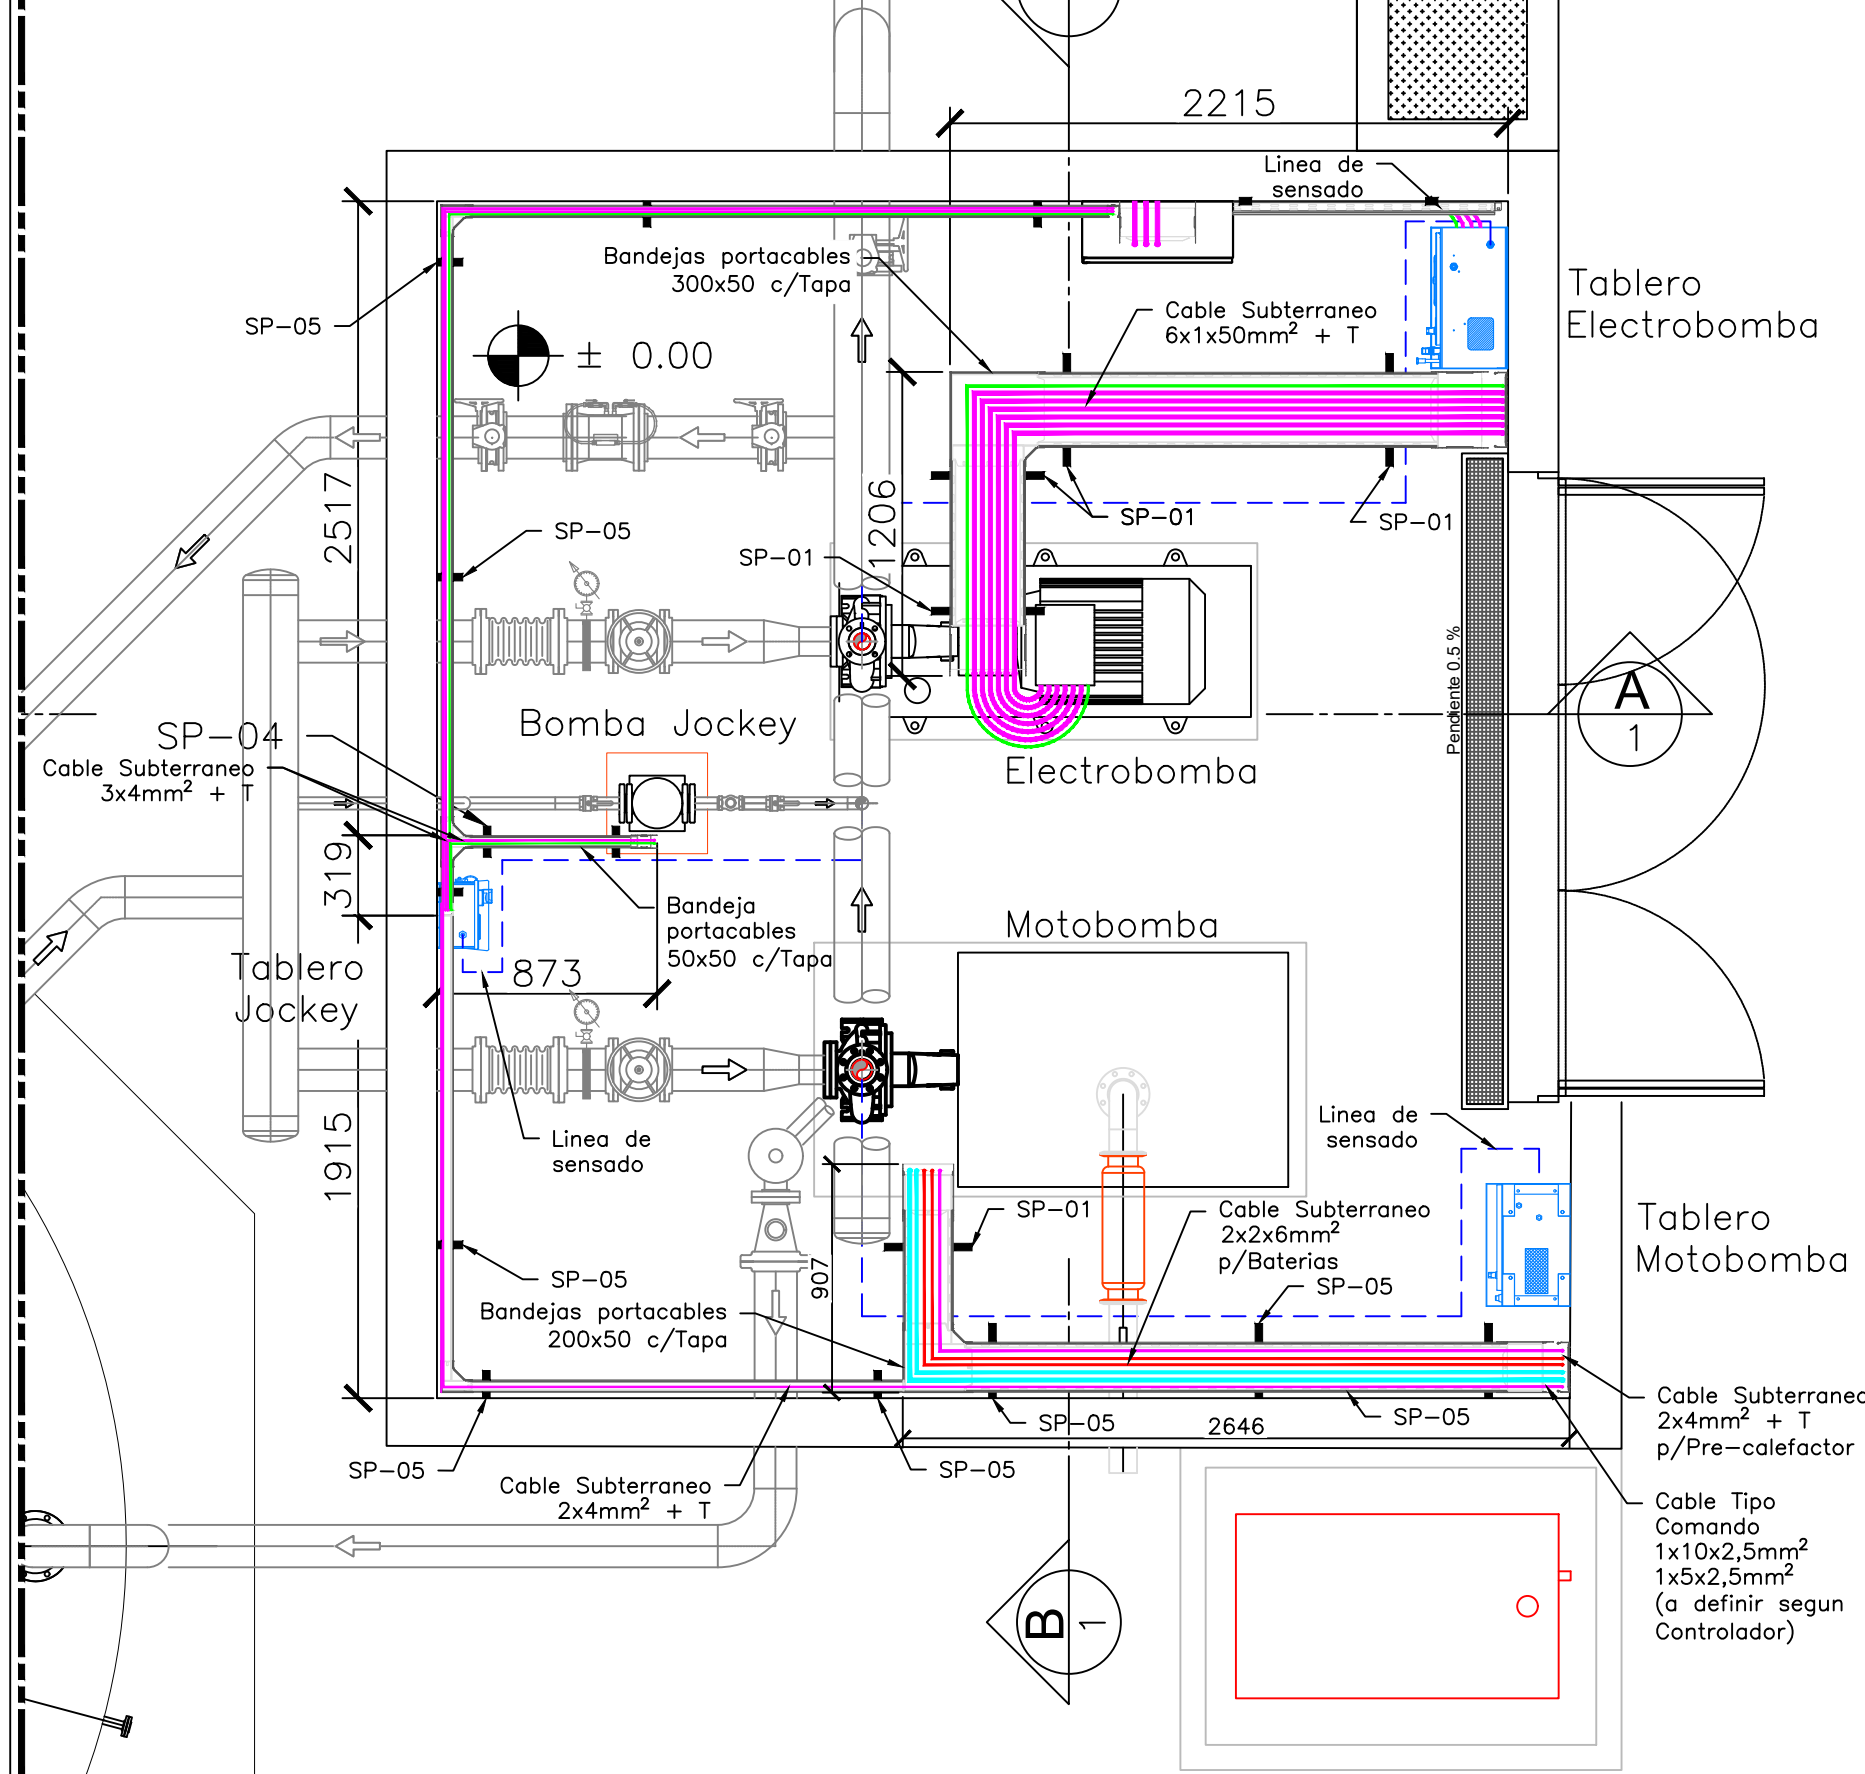 2215
Linea de
sensado
Bandejas portacables
300x50 c/Tapa
Tablero
Electrobomba
Cable Subterraneo
6x1x50mm² + T
SP-05
± 0.00
2517
1206
SP-05
SP-01
SP-01
SP-01
Pendiente 0.5 %
A
1
Bomba Jockey
SP-04
Cable Subterraneo
3x4mm² + T
Electrobomba
319
Bandeja
portacables
50x50 c/Tapa
Motobomba
Tablero
Jockey
873
1915
Linea de
sensado
Linea de
sensado
SP-01
Cable Subterraneo
2x2x6mm²
p/Baterias
Tablero
Motobomba
SP-05
907
SP-05
Bandejas portacables
200x50 c/Tapa
Cable Subterraneo
2x4mm² + T
p/Pre-calefactor
SP-05
SP-05
2646
SP-05
SP-05
Cable Subterraneo
2x4mm² + T
Cable Tipo
Comando
1x10x2,5mm²
1x5x2,5mm²
(a definir segun
Controlador)
B
1